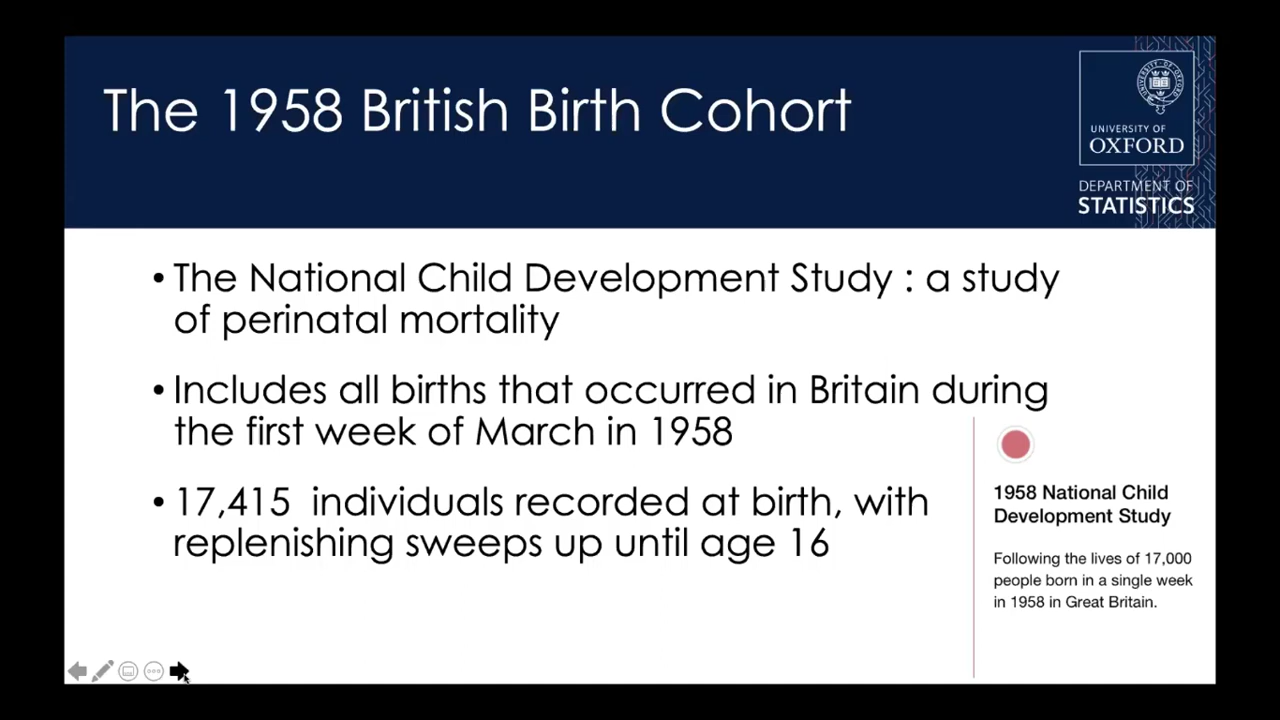 The 1958 British Birth Cohort
UNIVERSITY OF
OXFORD
DEPARTMENT OF
STATISTICS
• The National Child Development Study : a study
of perinatal mortality
• Includes all births that occurred in Britain during
the first week of March in 1958
• 17,415 individuals recorded at birth, with
replenishing sweeps up until age 16
1958 National Child
Development Study
Following the lives of 17,000
people born in a single week
in 1958 in Great Britain.